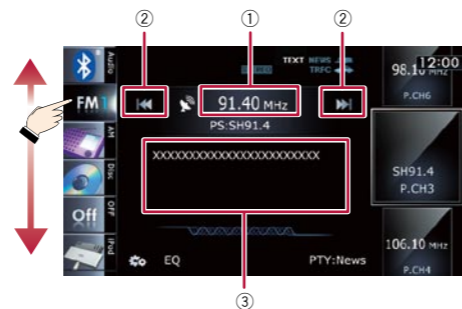 ② ① ②
Audio
TEXT NEWS
STEREO TRFC
12:00
98.10 MHz
P.CH6
FM1
91.40 MHz
PS:SH91.4
AM
XXXXXXXXXXXXXXXXXXXXXXXX
Disc
SH91.4
P.CH3
Off
OFF
iPod
EQ
PTY:News
106.10 MHz
P.CH4
③